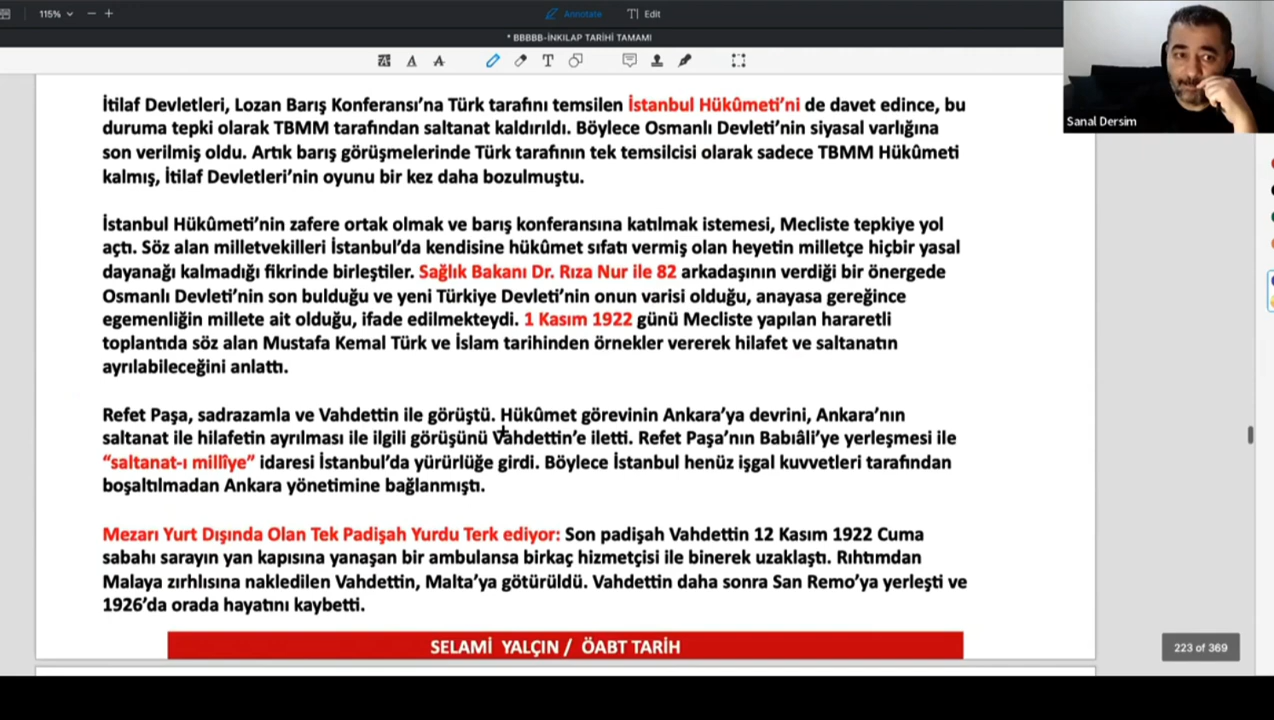 115%
Annotate
Edit
* BBBBB-İNKILAP TARİHİ TAMAMI
Sanal Dersim
İtilaf Devletleri, Lozan Barış Konferansı’na Türk tarafını temsilen İstanbul Hükûmeti’ni de davet edince, bu
duruma tepki olarak TBMM tarafından saltanat kaldırıldı. Böylece Osmanlı Devleti’nin siyasal varlığına
son verilmiş oldu. Artık barış görüşmelerinde Türk tarafının tek temsilcisi olarak sadece TBMM Hükûmeti
kalmış, İtilaf Devletleri’nin oyunu bir kez daha bozulmuştu.
İstanbul Hükûmeti’nin zafere ortak olmak ve barış konferansına katılmak istemesi, Mecliste tepkiye yol
açtı. Söz alan milletvekilleri İstanbul’da kendisine hükûmet sıfatı vermiş olan heyetin milletçe hiçbir yasal
dayanağı kalmadığı fikrinde birleştiler. Sağlık Bakanı Dr. Rıza Nur ile 82 arkadaşının verdiği bir önergede
Osmanlı Devleti’nin son bulduğu ve yeni Türkiye Devleti’nin onun varisi olduğu, anayasa gereğince
egemenliğin millete ait olduğu, ifade edilmekteydi. 1 Kasım 1922 günü Mecliste yapılan hararetli
toplantıda söz alan Mustafa Kemal Türk ve İslam tarihinden örnekler vererek hilafet ve saltanatın
ayrılabileceğini anlattı.
Refet Paşa, sadrazamla ve Vahdettin ile görüştü. Hükûmet görevinin Ankara’ya devrini, Ankara’nın
saltanat ile hilafetin ayrılması ile ilgili görüşünü Vahdettin’e iletti. Refet Paşa’nın Babıâli’ye yerleşmesi ile
“saltanat-ı millîye” idaresi İstanbul’da yürürlüğe girdi. Böylece İstanbul henüz işgal kuvvetleri tarafından
boşaltılmadan Ankara yönetimine bağlanmıştı.
Mezarı Yurt Dışında Olan Tek Padişah Yurdu Terk ediyor: Son padişah Vahdettin 12 Kasım 1922 Cuma
sabahı sarayın yan kapısına yanaşan bir ambulansa birkaç hizmetçisi ile binerek uzaklaştı. Rıhtımdan
Malaya zırhlısına nakledilen Vahdettin, Malta’ya götürüldü. Vahdettin daha sonra San Remo’ya yerleşti ve
1926’da orada hayatını kaybetti.
SELAMİ YALÇIN / ÖABT TARİH
223 of 369